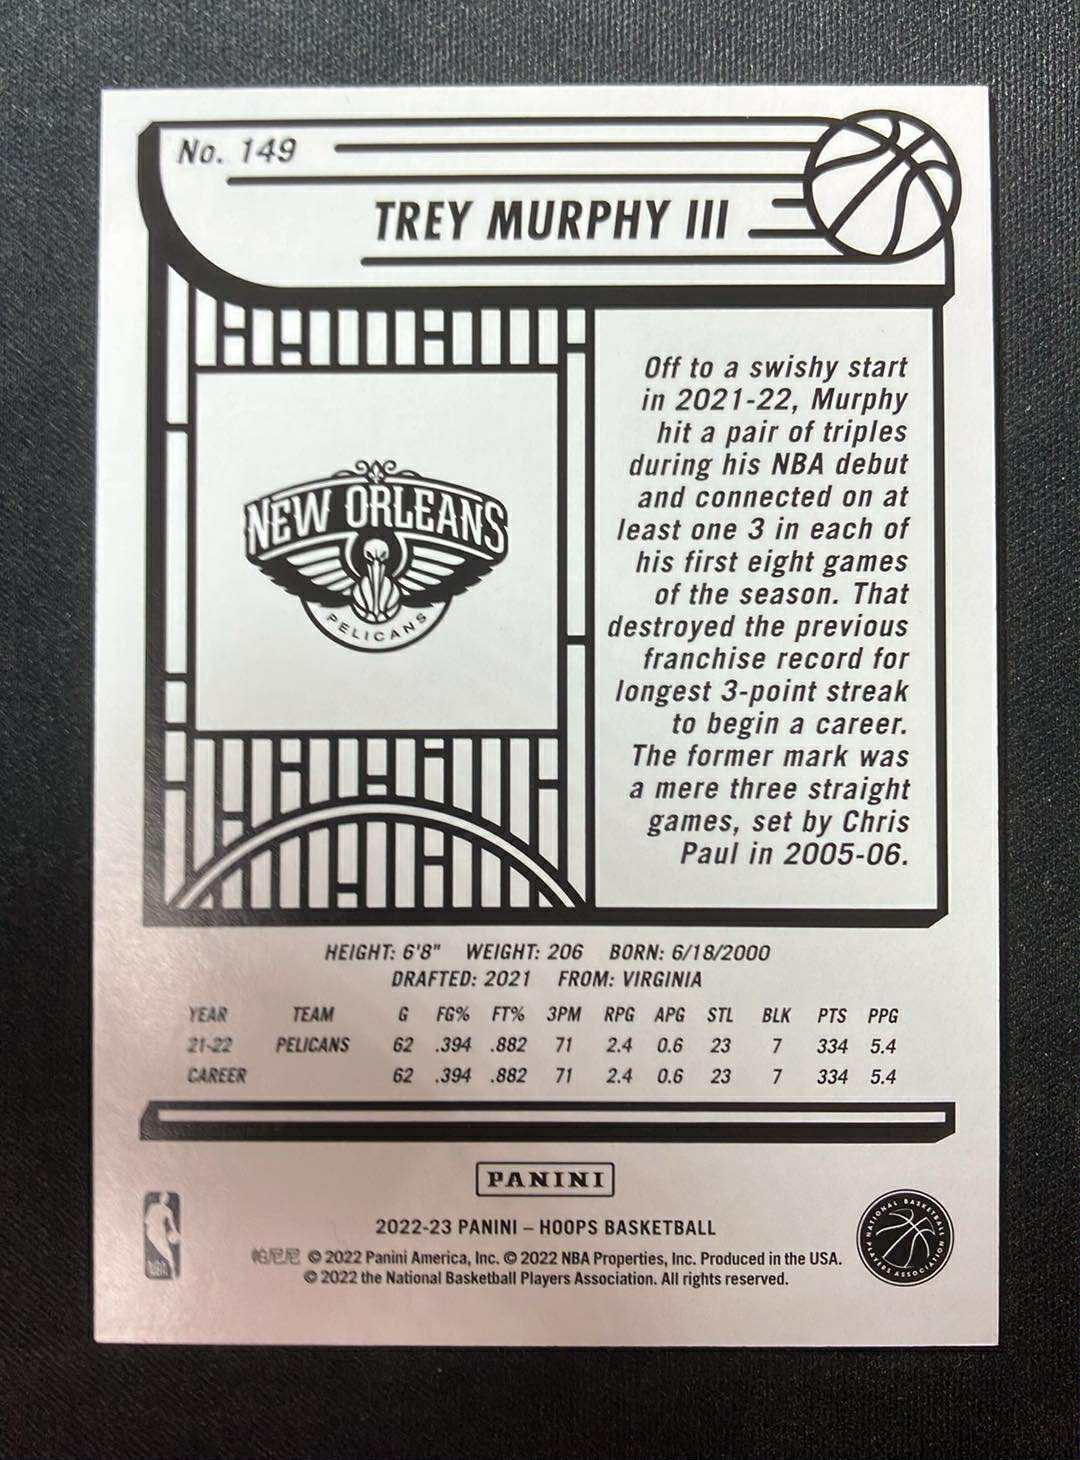 No. 149
TREY MURPHY III
NEW ORLEANS
PELICANS
Off to a swishy start
in 2021-22, Murphy
hit a pair of triples
during his NBA debut
and connected on at
least one 3 in each of
his first eight games
of the season. That
destroyed the previous
franchise record for
longest 3-point streak
to begin a career.
The former mark was
a mere three straight
games, set by Chris
Paul in 2005-06.
HEIGHT: 6'8" WEIGHT: 206 BORN: 6/18/2000
DRAFTED: 2021 FROM: VIRGINIA
YEAR TEAM G FG% FT% 3PM RPG APG STL BLK PTS PPG
21-22 PELICANS 62 .394 .882 71 2.4 0.6 23 7 334 5.4
CAREER 62 .394 .882 71 2.4 0.6 23 7 334 5.4
PANINI
2022-23 PANINI – HOOPS BASKETBALL
帕尼尼 © 2022 Panini America, Inc. © 2022 NBA Properties, Inc. Produced in the USA.
© 2022 the National Basketball Players Association. All rights reserved.
NBA
NATIONAL BASKETBALL
PLAYERS ASSOCIATION